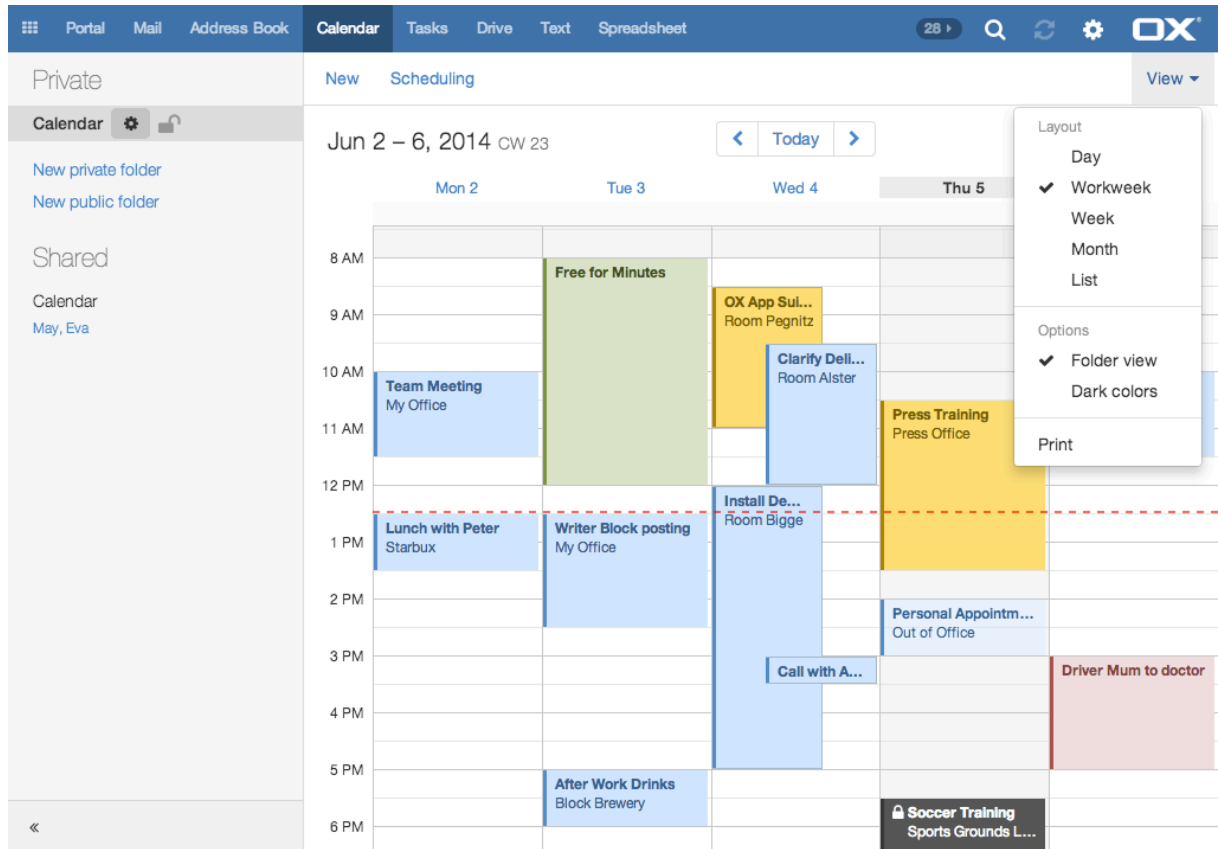 Portal Mail Address Book Calendar Tasks Drive Text Spreadsheet 28 OX
Private
Calendar
New private folder
New public folder
Shared
Calendar
May, Eva
«
New Scheduling View
Jun 2 – 6, 2014 CW 23
Today
Mon 2 Tue 3 Wed 4 Thu 5
8 AM
9 AM
10 AM
11 AM
12 PM
1 PM
2 PM
3 PM
4 PM
5 PM
6 PM
Team Meeting
My Office
Lunch with Peter
Starbux
Free for Minutes
Writer Block posting
My Office
After Work Drinks
Block Brewery
OX App Sui...
Room Pegnitz
Clarify Deli...
Room Alster
Install De...
Room Bigge
Call with A...
Press Training
Press Office
Personal Appointm...
Out of Office
Soccer Training
Sports Grounds L...
Driver Mum to doctor
Layout
Day
Workweek
Week
Month
List
Options
Folder view
Dark colors
Print